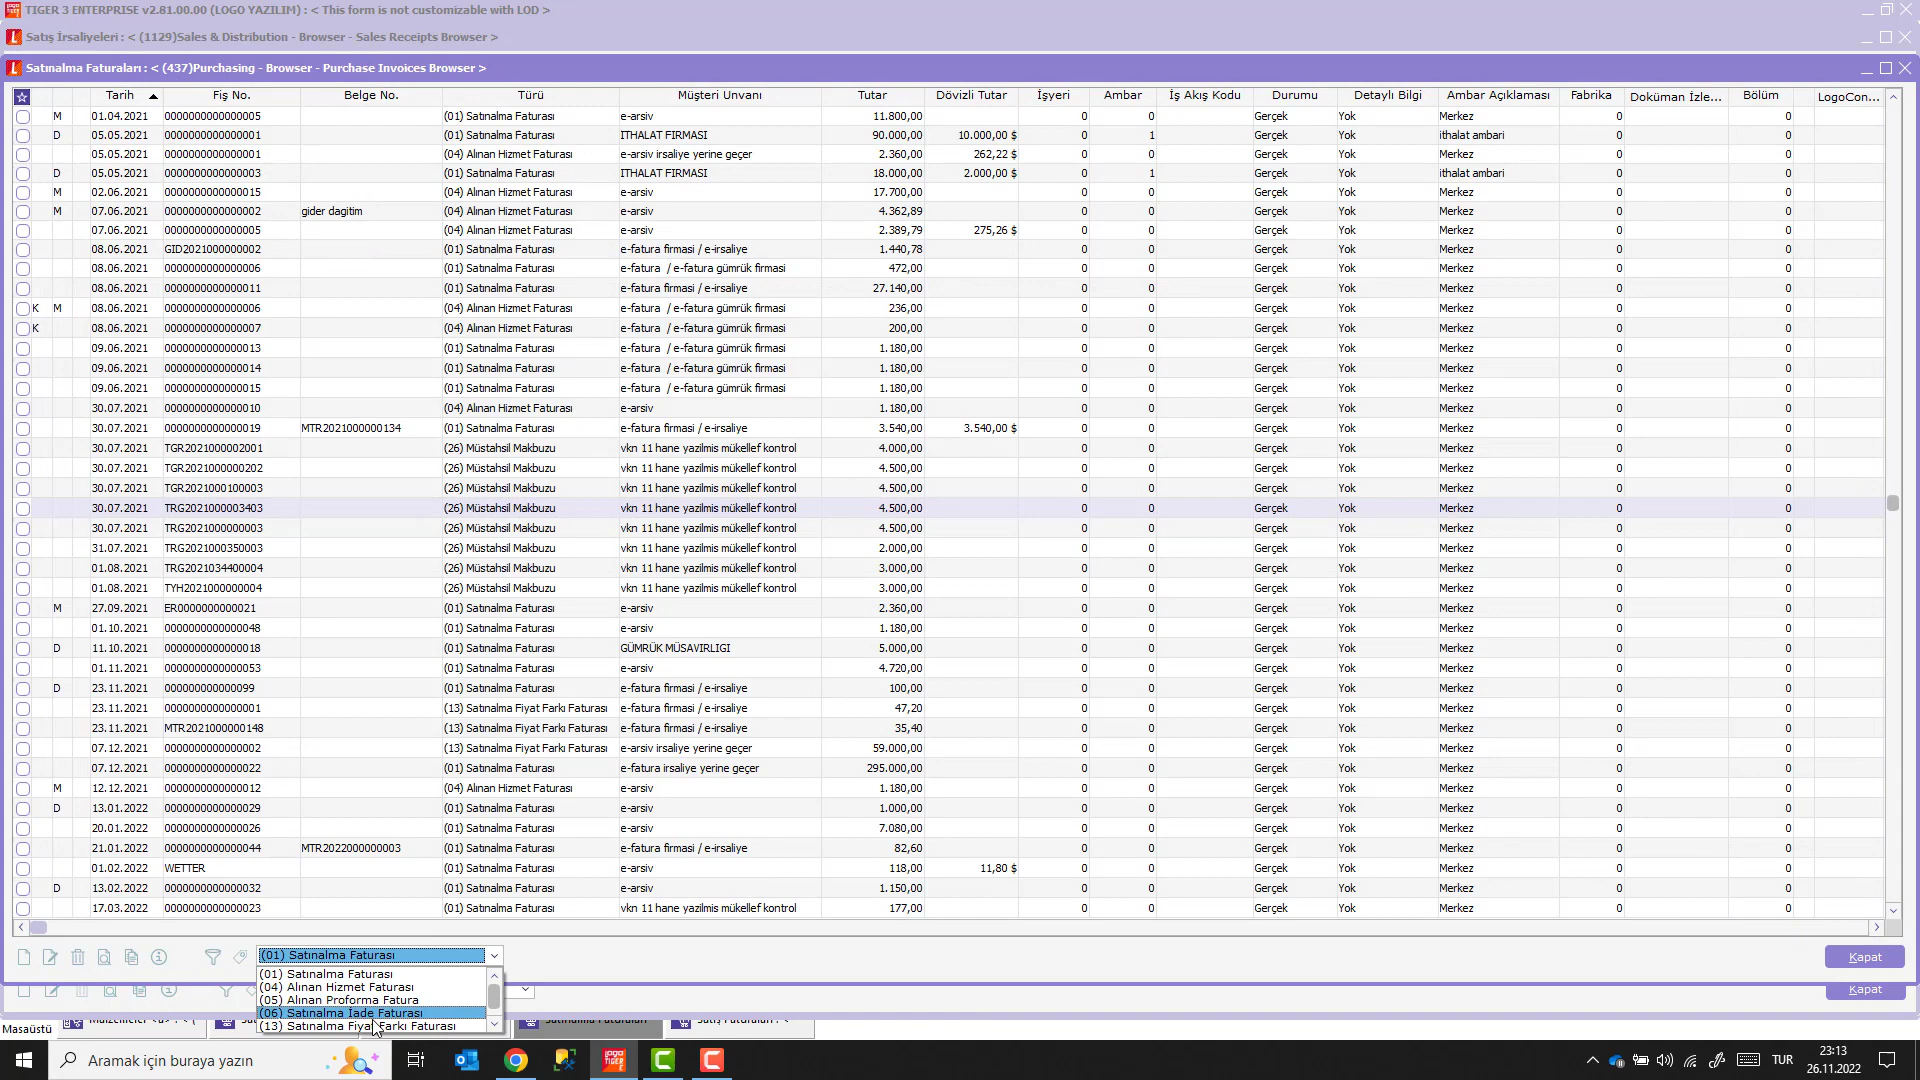 TIGER 3 ENTERPRISE v2.81.00.00 (LOGO YAZILIM) : < This form is not customizable with LOD >
Satış İrsaliyeleri : < (1129)Sales & Distribution - Browser - Sales Receipts Browser >
Satınalma Faturaları : < (437)Purchasing - Browser - Purchase Invoices Browser >
Tarih Fiş No. Belge No. Türü Müşteri Unvanı Tutar Dövizli Tutar İşyeri Ambar İş Akış Kodu Durumu Detaylı Bilgi Ambar Açıklaması Fabrika Doküman İzle... Bölüm LogoCon...
M 01.04.2021 0000000000000005 (01) Satınalma Faturası e-arsiv 11.800,00 0 0 Gerçek Yok Merkez 0 0
D 05.05.2021 0000000000000001 (01) Satınalma Faturası ITHALAT FIRMASI 90.000,00 10.000,00 $ 0 1 Gerçek Yok ithalat ambari 0 0
05.05.2021 0000000000000001 (04) Alınan Hizmet Faturası e-arsiv irsaliye yerine geçer 2.360,00 262,22 $ 0 0 Gerçek Yok Merkez 0 0
D 05.05.2021 0000000000000003 (01) Satınalma Faturası ITHALAT FIRMASI 18.000,00 2.000,00 $ 0 1 Gerçek Yok ithalat ambari 0 0
M 02.06.2021 0000000000000015 (04) Alınan Hizmet Faturası e-arsiv 17.700,00 0 0 Gerçek Yok Merkez 0 0
M 07.06.2021 0000000000000002 gider dagitim (04) Alınan Hizmet Faturası e-arsiv 4.362,89 0 0 Gerçek Yok Merkez 0 0
07.06.2021 0000000000000005 (04) Alınan Hizmet Faturası e-arsiv 2.389,79 275,26 $ 0 0 Gerçek Yok Merkez 0 0
08.06.2021 GID2021000000002 (01) Satınalma Faturası e-fatura firmasi / e-irsaliye 1.440,78 0 0 Gerçek Yok Merkez 0 0
08.06.2021 0000000000000006 (01) Satınalma Faturası e-fatura / e-fatura gümrük firmasi 472,00 0 0 Gerçek Yok Merkez 0 0
08.06.2021 0000000000000011 (01) Satınalma Faturası e-fatura firmasi / e-irsaliye 27.140,00 0 0 Gerçek Yok Merkez 0 0
K M 08.06.2021 0000000000000006 (04) Alınan Hizmet Faturası e-fatura / e-fatura gümrük firmasi 236,00 0 0 Gerçek Yok Merkez 0 0
K 08.06.2021 0000000000000007 (04) Alınan Hizmet Faturası e-fatura / e-fatura gümrük firmasi 200,00 0 0 Gerçek Yok Merkez 0 0
09.06.2021 0000000000000013 (01) Satınalma Faturası e-fatura / e-fatura gümrük firmasi 1.180,00 0 0 Gerçek Yok Merkez 0 0
09.06.2021 0000000000000014 (01) Satınalma Faturası e-fatura / e-fatura gümrük firmasi 1.180,00 0 0 Gerçek Yok Merkez 0 0
09.06.2021 0000000000000015 (01) Satınalma Faturası e-fatura / e-fatura gümrük firmasi 1.180,00 0 0 Gerçek Yok Merkez 0 0
30.07.2021 0000000000000010 (04) Alınan Hizmet Faturası e-arsiv 1.180,00 0 0 Gerçek Yok Merkez 0 0
30.07.2021 0000000000000019 MTR2021000000134 (01) Satınalma Faturası e-fatura firmasi / e-irsaliye 3.540,00 3.540,00 $ 0 0 Gerçek Yok Merkez 0 0
30.07.2021 TGR2021000002001 (26) Müstahsil Makbuzu vkn 11 hane yazilmis mükellef kontrol 4.000,00 0 0 Gerçek Yok Merkez 0 0
30.07.2021 TGR2021000000202 (26) Müstahsil Makbuzu vkn 11 hane yazilmis mükellef kontrol 4.500,00 0 0 Gerçek Yok Merkez 0 0
30.07.2021 TGR2021000100003 (26) Müstahsil Makbuzu vkn 11 hane yazilmis mükellef kontrol 4.500,00 0 0 Gerçek Yok Merkez 0 0
30.07.2021 TRG2021000003403 (26) Müstahsil Makbuzu vkn 11 hane yazilmis mükellef kontrol 4.500,00 0 0 Gerçek Yok Merkez 0 0
30.07.2021 TRG2021000000003 (26) Müstahsil Makbuzu vkn 11 hane yazilmis mükellef kontrol 4.500,00 0 0 Gerçek Yok Merkez 0 0
31.07.2021 TRG2021000350003 (26) Müstahsil Makbuzu vkn 11 hane yazilmis mükellef kontrol 2.000,00 0 0 Gerçek Yok Merkez 0 0
01.08.2021 TRG2021034400004 (26) Müstahsil Makbuzu vkn 11 hane yazilmis mükellef kontrol 3.000,00 0 0 Gerçek Yok Merkez 0 0
01.08.2021 TYH2021000000004 (26) Müstahsil Makbuzu vkn 11 hane yazilmis mükellef kontrol 3.000,00 0 0 Gerçek Yok Merkez 0 0
M 27.09.2021 ER0000000000021 (01) Satınalma Faturası e-arsiv 2.360,00 0 0 Gerçek Yok Merkez 0 0
01.10.2021 0000000000000048 (01) Satınalma Faturası e-arsiv 1.180,00 0 0 Gerçek Yok Merkez 0 0
D 11.10.2021 0000000000000018 (01) Satınalma Faturası GÜMRÜK MÜSAVIRLIGI 5.000,00 0 0 Gerçek Yok Merkez 0 0
01.11.2021 0000000000000053 (01) Satınalma Faturası e-arsiv 4.720,00 0 0 Gerçek Yok Merkez 0 0
D 23.11.2021 000000000000099 (01) Satınalma Faturası e-fatura firmasi / e-irsaliye 100,00 0 0 Gerçek Yok Merkez 0 0
23.11.2021 0000000000000001 (13) Satınalma Fiyat Farkı Faturası e-fatura firmasi / e-irsaliye 47,20 0 0 Gerçek Yok Merkez 0 0
23.11.2021 MTR2021000000148 (13) Satınalma Fiyat Farkı Faturası e-fatura firmasi / e-irsaliye 35,40 0 0 Gerçek Yok Merkez 0 0
07.12.2021 0000000000000002 (13) Satınalma Fiyat Farkı Faturası e-arsiv irsaliye yerine geçer 59.000,00 0 0 Gerçek Yok Merkez 0 0
07.12.2021 0000000000000022 (01) Satınalma Faturası e-fatura irsaliye yerine geçer 295.000,00 0 0 Gerçek Yok Merkez 0 0
M 12.12.2021 0000000000000012 (04) Alınan Hizmet Faturası e-arsiv 1.180,00 0 0 Gerçek Yok Merkez 0 0
D 13.01.2022 0000000000000029 (01) Satınalma Faturası e-arsiv 1.000,00 0 0 Gerçek Yok Merkez 0 0
20.01.2022 0000000000000026 (01) Satınalma Faturası e-arsiv 7.080,00 0 0 Gerçek Yok Merkez 0 0
21.01.2022 0000000000000044 MTR2022000000003 (01) Satınalma Faturası e-fatura firmasi / e-irsaliye 82,60 0 0 Gerçek Yok Merkez 0 0
01.02.2022 WETTER (01) Satınalma Faturası e-arsiv 118,00 11,80 $ 0 0 Gerçek Yok Merkez 0 0
D 13.02.2022 0000000000000032 (01) Satınalma Faturası e-arsiv 1.150,00 0 0 Gerçek Yok Merkez 0 0
17.03.2022 0000000000000023 (01) Satınalma Faturası vkn 11 hane yazilmis mükellef kontrol 177,00 0 0 Gerçek Yok Merkez 0 0
(01) Satınalma Faturası Kapat
(01) Satınalma Faturası
(04) Alınan Hizmet Faturası Kapat
(05) Alınan Proforma Fatura
(06) Satınalma İade Faturası
(13) Satınalma Fiyat Farkı Faturası
Masaüstü
Aramak için buraya yazın
TUR
23:13
26.11.2022